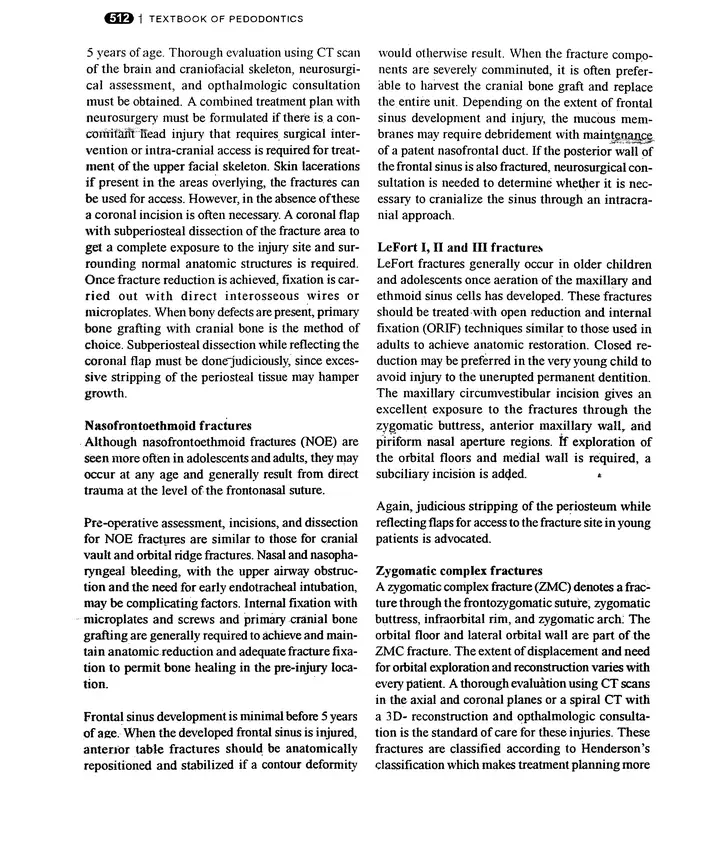 512 TEXTBOOK OF PEDODONTICS
5 years of age. Thorough evaluation using CT scan
of the brain and craniofacial skeleton, neurosurgi-
cal assessment, and opthalmologic consultation
must be obtained. A combined treatment plan with
neurosurgery must be formulated if there is a con-
comitant head injury that requires surgical inter-
vention or intra-cranial access is required for treat-
ment of the upper facial skeleton. Skin lacerations
if present in the areas overlying, the fractures can
be used for access. However, in the absence of these
a coronal incision is often necessary. A coronal flap
with subperiosteal dissection of the fracture area to
get a complete exposure to the injury site and sur-
rounding normal anatomic structures is required.
Once fracture reduction is achieved, fixation is car-
ried out with direct interosseous wires or
microplates. When bony defects are present, primary
bone grafting with cranial bone is the method of
choice. Subperiosteal dissection while reflecting the
coronal flap must be done judiciously, since exces-
sive stripping of the periosteal tissue may hamper
growth.
Nasofrontoethmoid fractures
Although nasofrontoethmoid fractures (NOE) are
seen more often in adolescents and adults, they may
occur at any age and generally result from direct
trauma at the level of the frontonasal suture.
Pre-operative assessment, incisions, and dissection
for NOE fractures are similar to those for cranial
vault and orbital ridge fractures. Nasal and nasopha-
ryngeal bleeding, with the upper airway obstruc-
tion and the need for early endotracheal intubation,
may be complicating factors. Internal fixation with
microplates and screws and primary cranial bone
grafting are generally required to achieve and main-
tain anatomic reduction and adequate fracture fixa-
tion to permit bone healing in the pre-injury loca-
tion.
Frontal sinus development is minimal before 5 years
of age. When the developed frontal sinus is injured,
anterior table fractures should be anatomically
repositioned and stabilized if a contour deformity
would otherwise result. When the fracture compo-
nents are severely comminuted, it is often prefer-
able to harvest the cranial bone graft and replace
the entire unit. Depending on the extent of frontal
sinus development and injury, the mucous mem-
branes may require debridement with maintenance
of a patent nasofrontal duct. If the posterior wall of
the frontal sinus is also fractured, neurosurgical con-
sultation is needed to determine whether it is nec-
essary to cranialize the sinus through an intracra-
nial approach.
LeFort I, II and III fractures
LeFort fractures generally occur in older children
and adolescents once aeration of the maxillary and
ethmoid sinus cells has developed. These fractures
should be treated with open reduction and internal
fixation (ORIF) techniques similar to those used in
adults to achieve anatomic restoration. Closed re-
duction may be preferred in the very young child to
avoid injury to the unerupted permanent dentition.
The maxillary circumvestibular incision gives an
excellent exposure to the fractures through the
zygomatic buttress, anterior maxillary wall, and
piriform nasal aperture regions. If exploration of
the orbital floors and medial wall is required, a
subciliary incision is added.
Again, judicious stripping of the periosteum while
reflecting flaps for access to the fracture site in young
patients is advocated.
Zygomatic complex fractures
A zygomatic complex fracture (ZMC) denotes a frac-
ture through the frontozygomatic suture, zygomatic
buttress, infraorbital rim, and zygomatic arch. The
orbital floor and lateral orbital wall are part of the
ZMC fracture. The extent of displacement and need
for orbital exploration and reconstruction varies with
every patient. A thorough evaluation using CT scans
in the axial and coronal planes or a spiral CT with
a 3D- reconstruction and opthalmologic consulta-
tion is the standard of care for these injuries. These
fractures are classified according to Henderson's
classification which makes treatment planning more